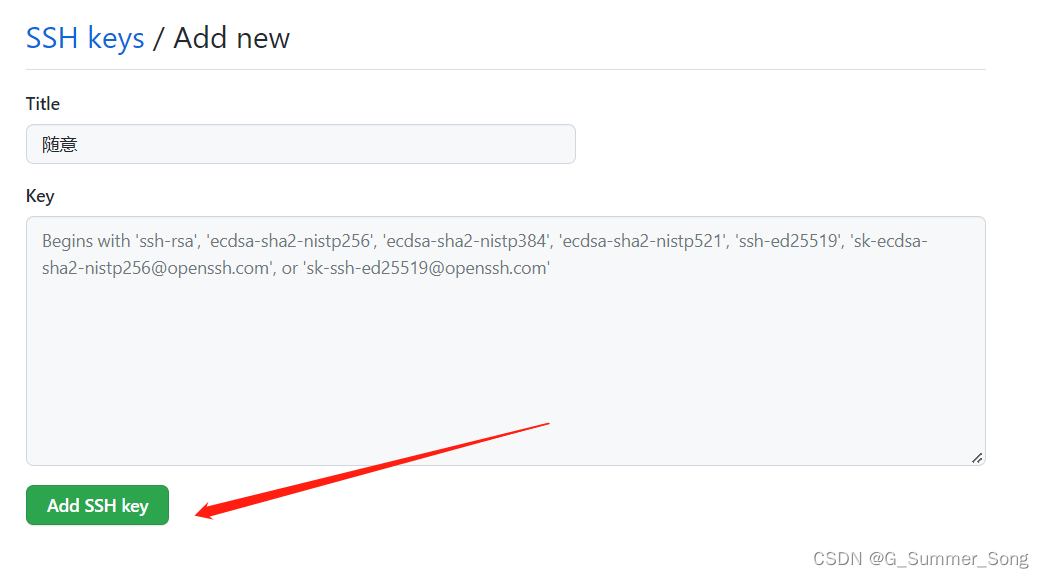 SSH keys / Add new
Title
随意
Key
Begins with 'ssh-rsa', 'ecdsa-sha2-nistp256', 'ecdsa-sha2-nistp384', 'ecdsa-sha2-nistp521', 'ssh-ed25519', 'sk-ecdsa-
sha2-nistp256@openssh.com', or 'sk-ssh-ed25519@openssh.com'
Add SSH key
CSDN @G_Summer_Song